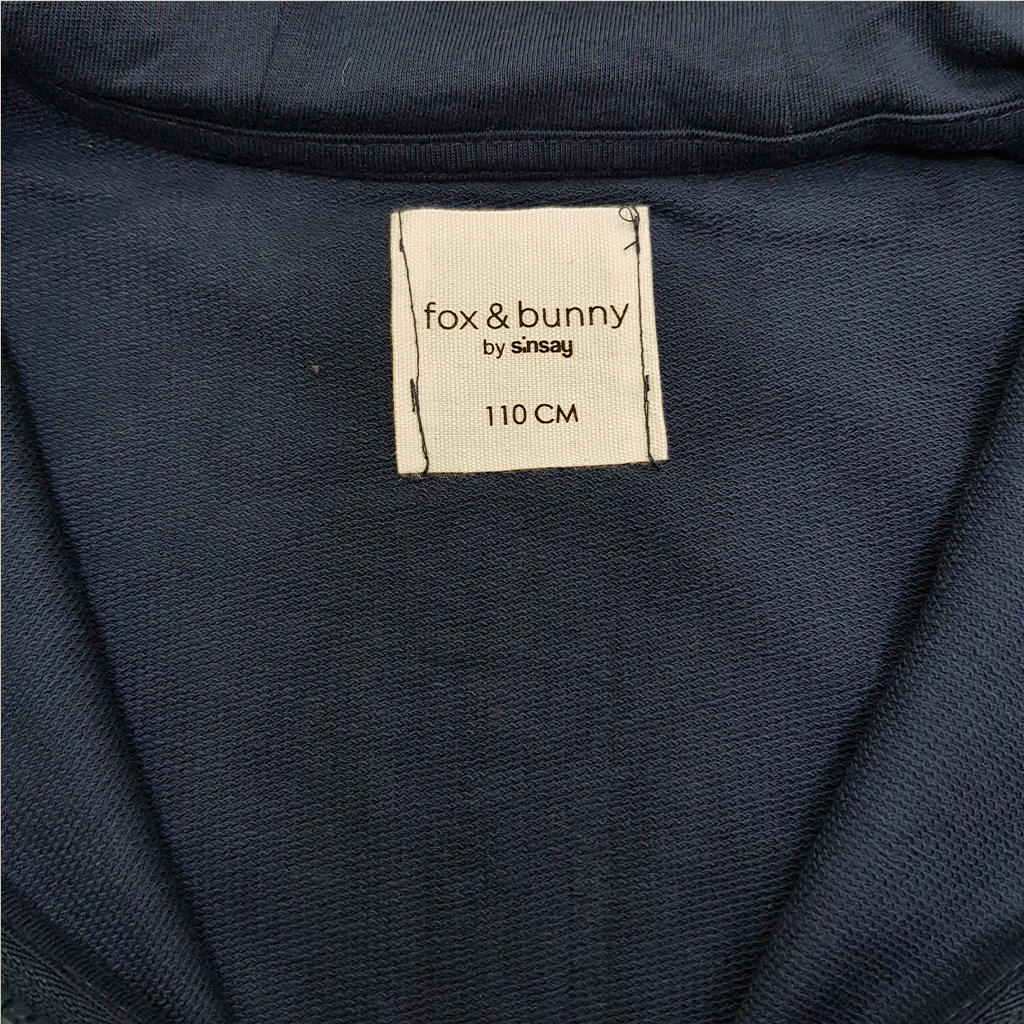 fox & bunny
by sinsay
110 CM